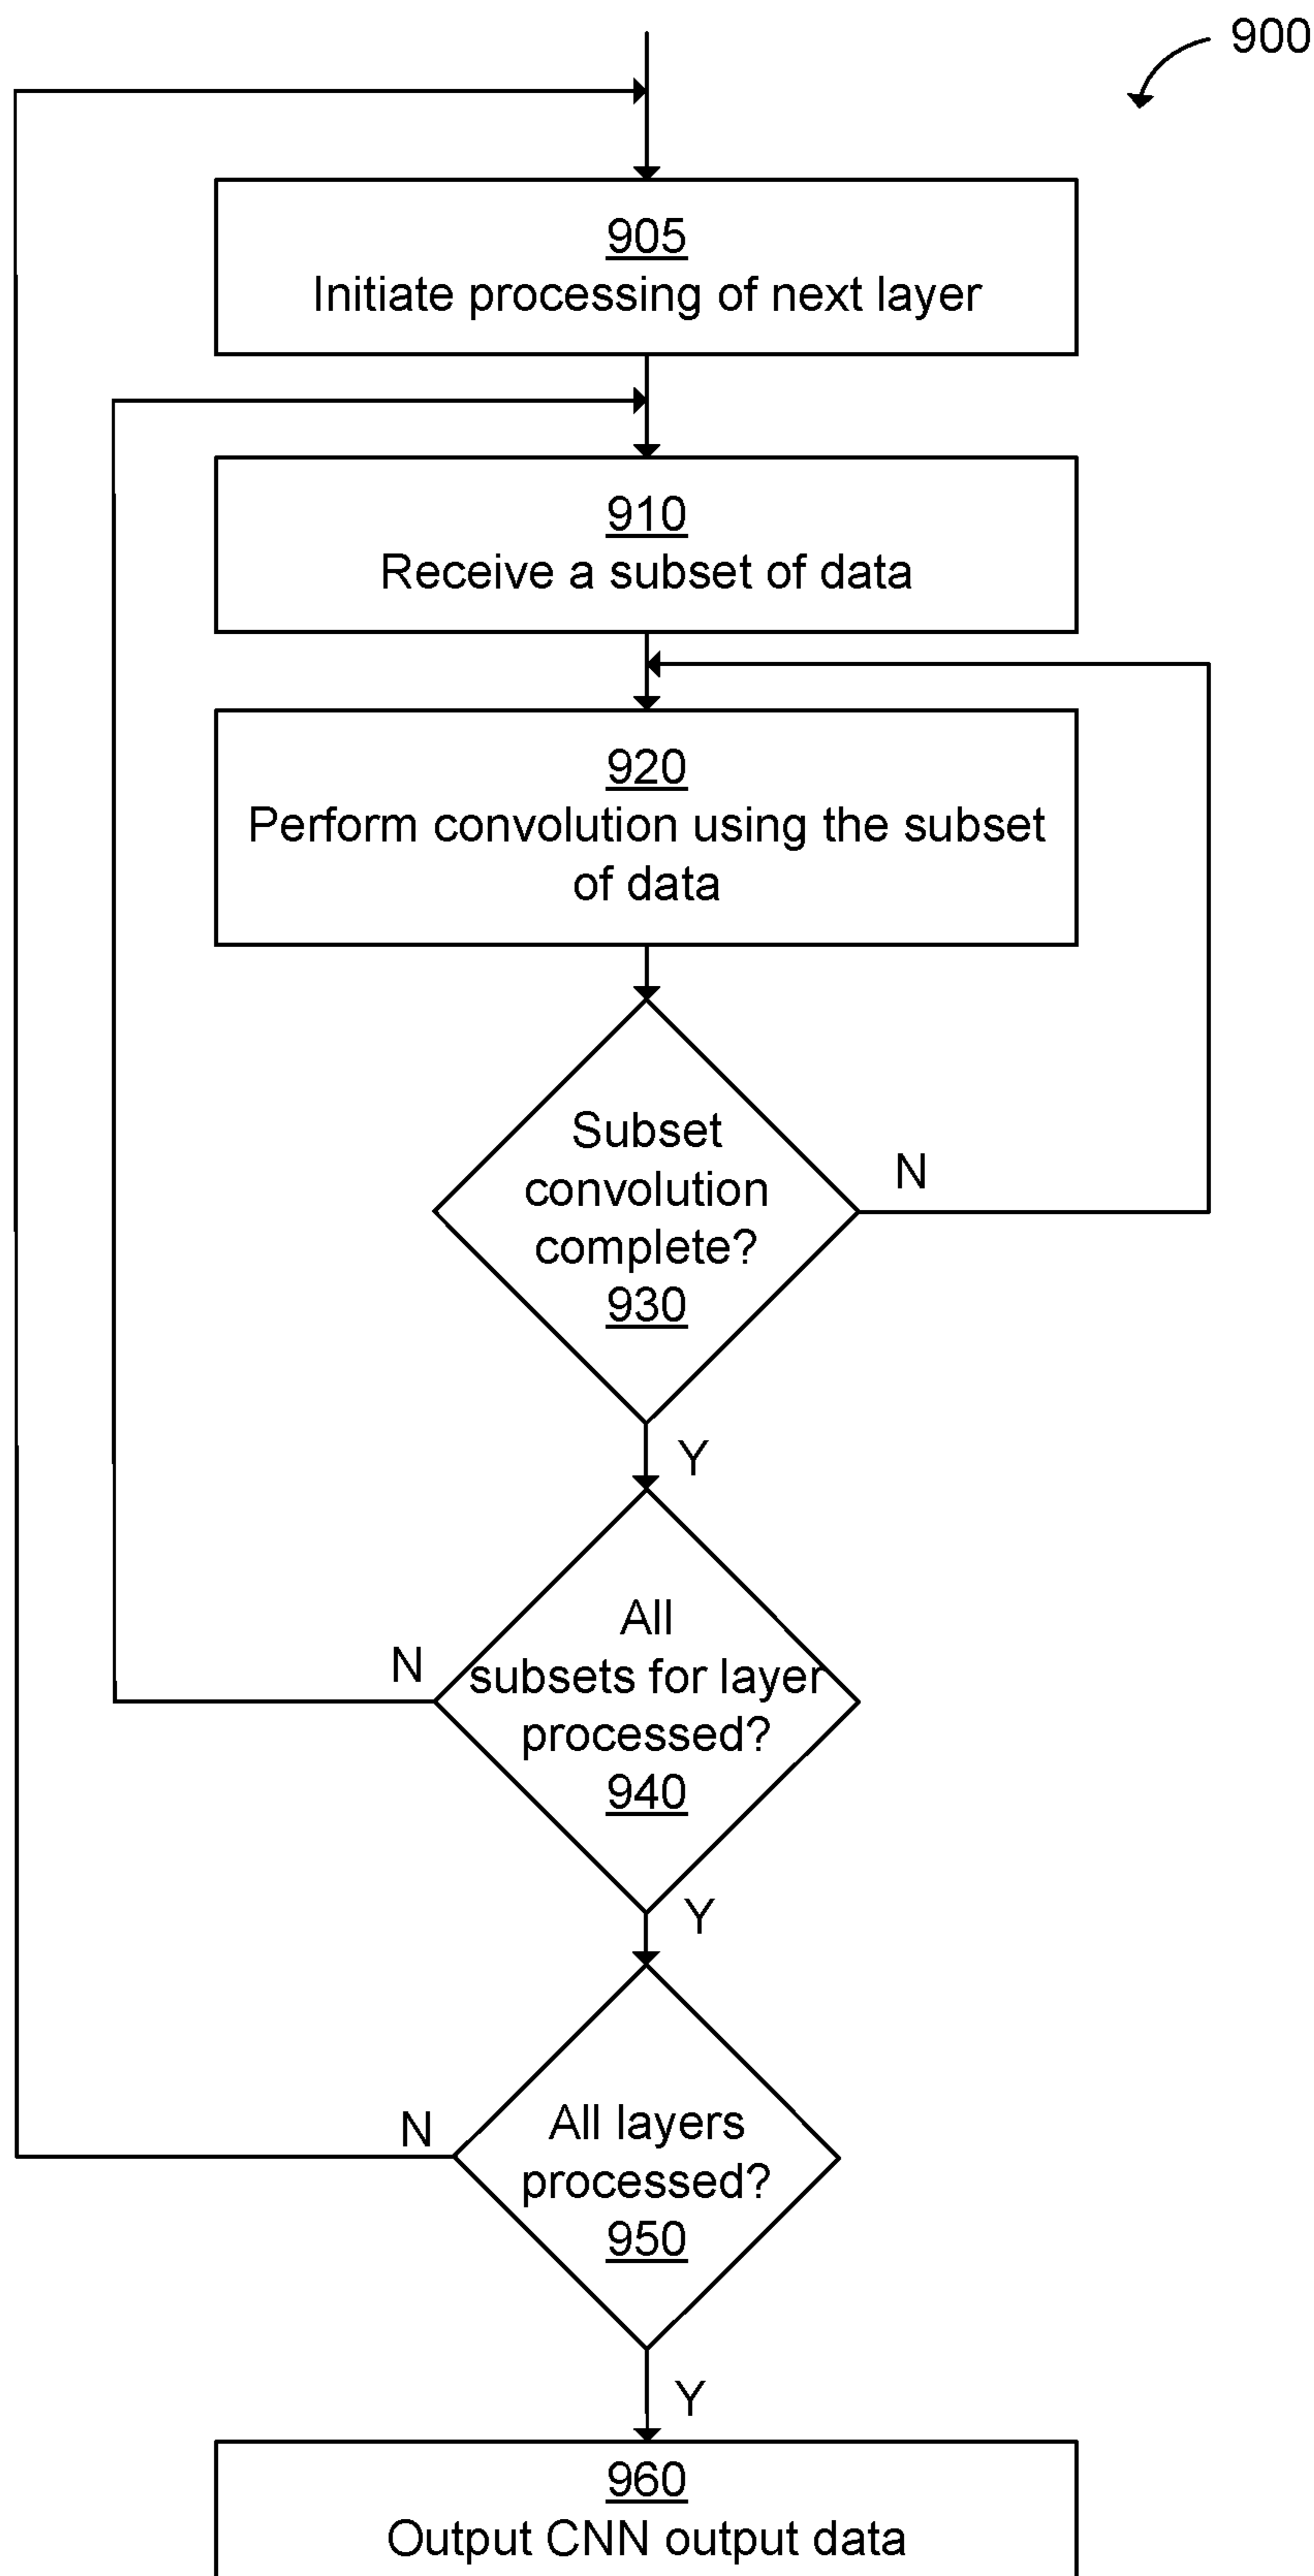 900
905
Initiate processing of next layer
910
Receive a subset of data
920
Perform convolution using the subset
of data
Subset
convolution
complete?
930
N
Y
All
subsets for layer
processed?
940
N
Y
All layers
processed?
950
N
Y
960
Output CNN output data